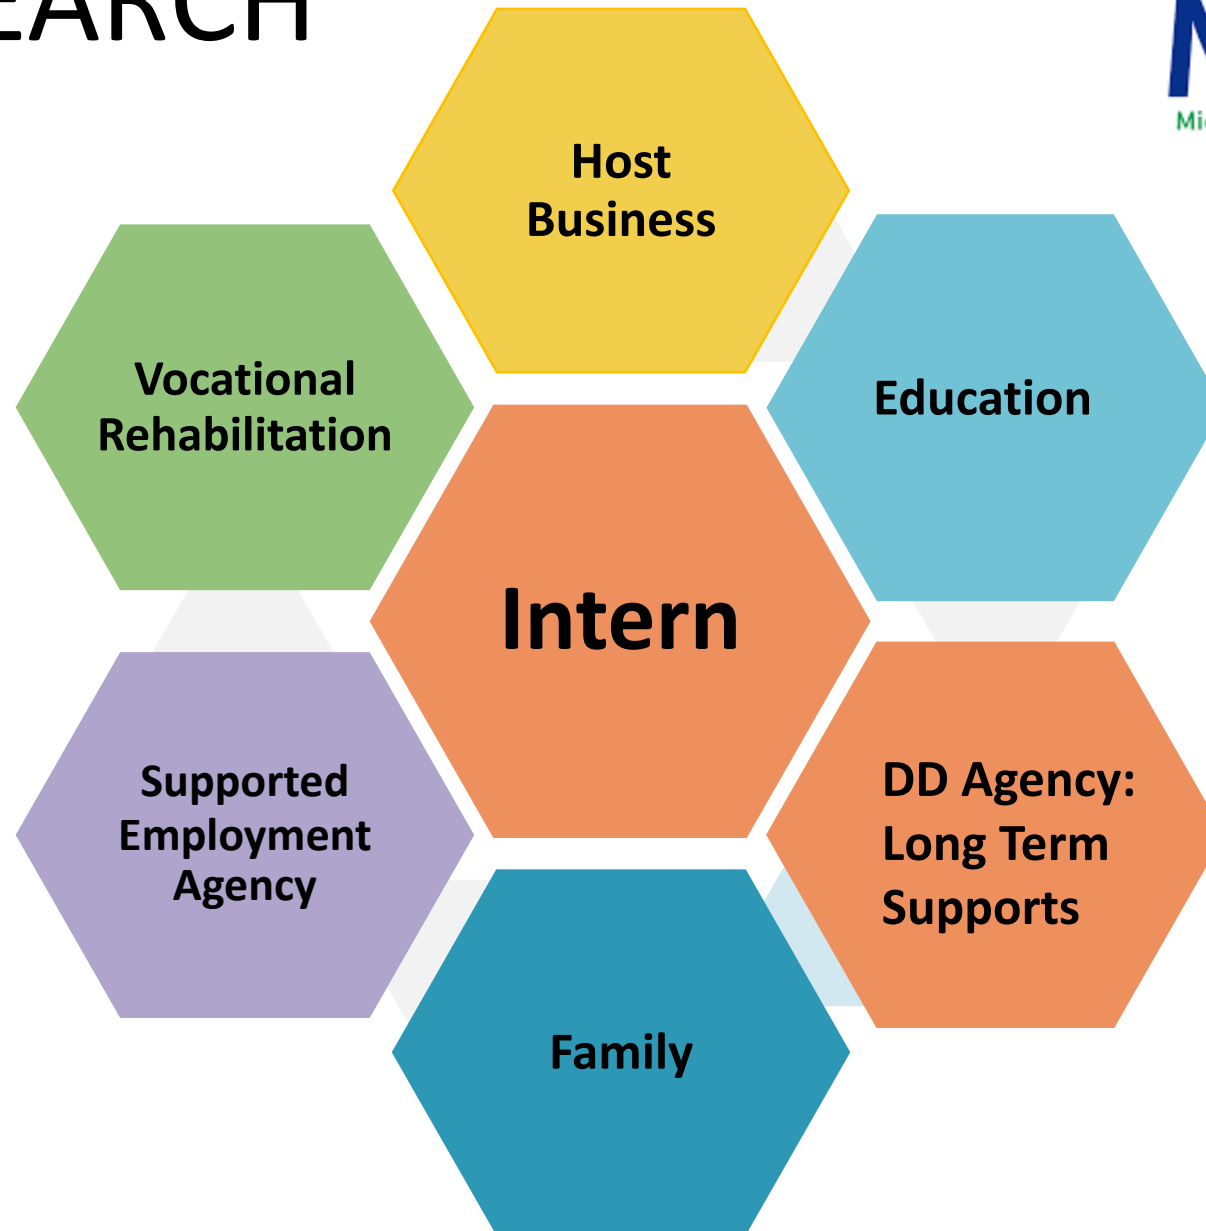 EARCH
Host
Business
Vocational
Rehabilitation
Education
Intern
Supported
Employment
Agency
DD Agency:
Long Term
Supports
Family